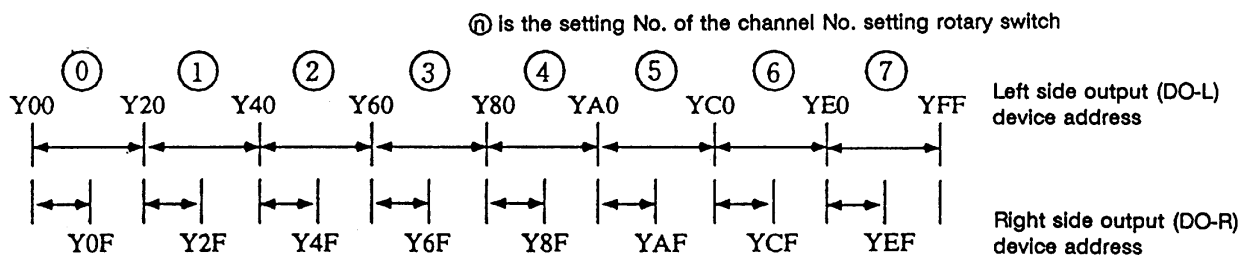 ⓝ is the setting No. of the channel No. setting rotary switch
⓪ ① ② ③ ④ ⑤ ⑥ ⑦
Y00 Y20 Y40 Y60 Y80 YA0 YC0 YE0 YFF
Left side output (DO-L)
device address
Y0F Y2F Y4F Y6F Y8F YAF YCF YEF
Right side output (DO-R)
device address